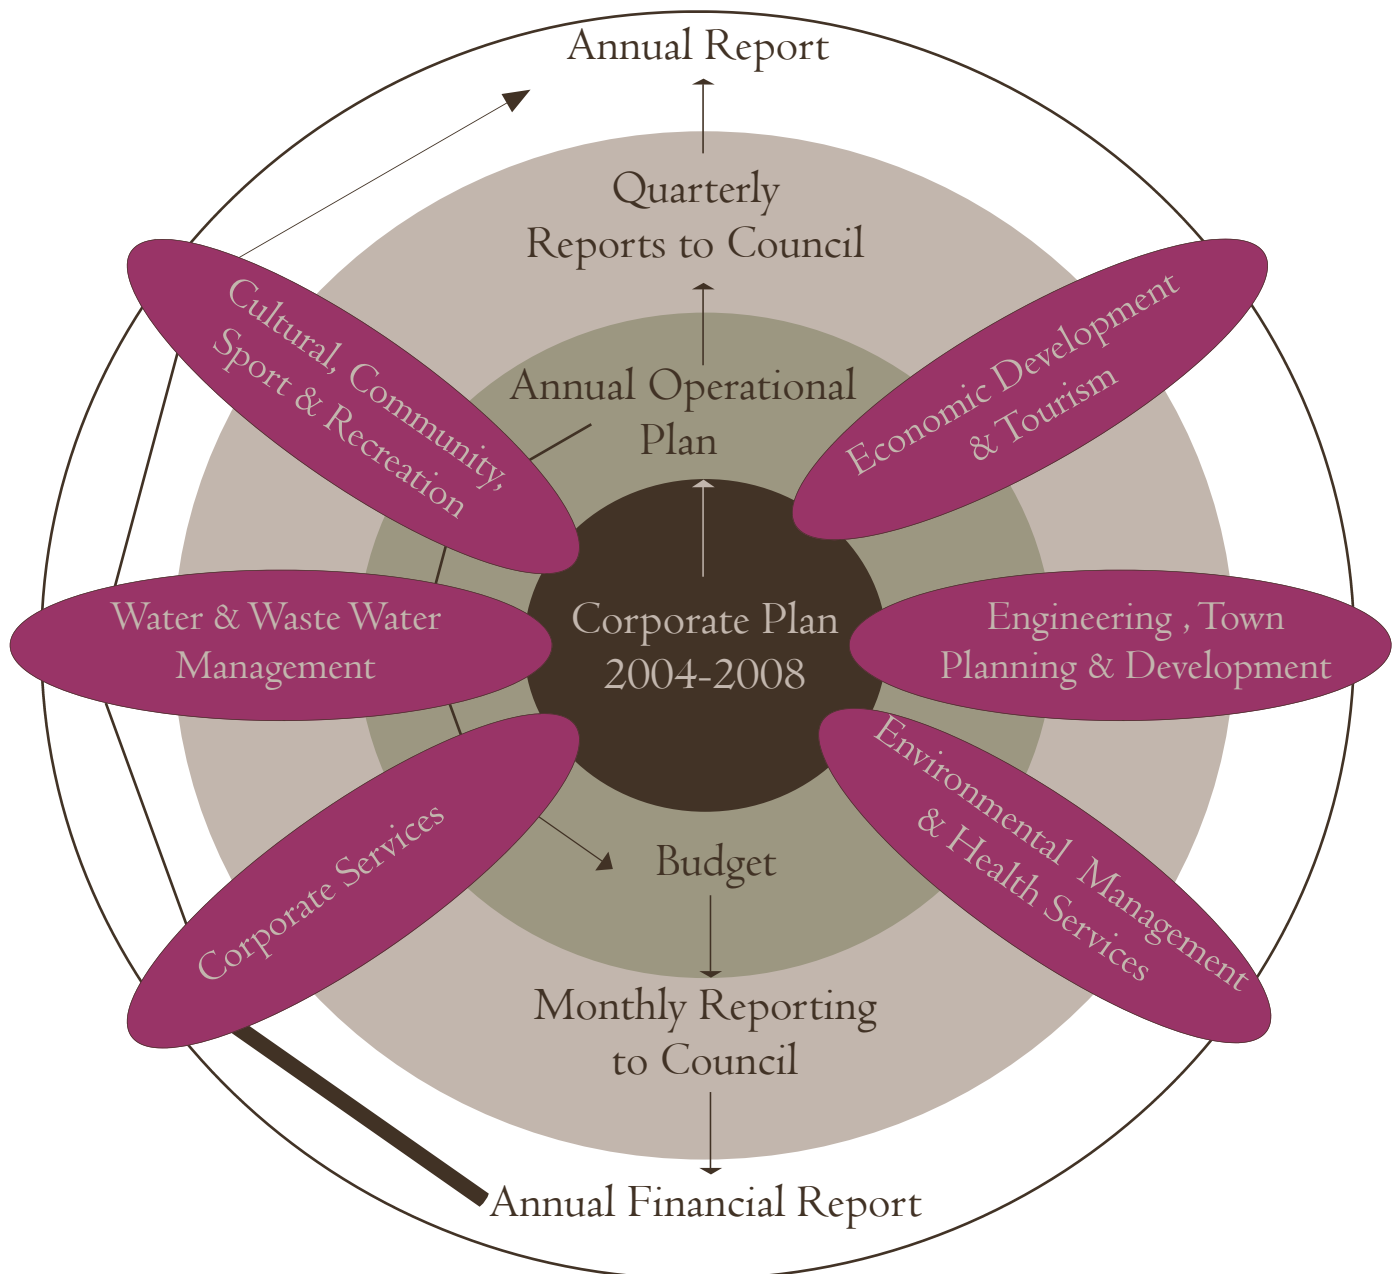 Annual Report
Quarterly
Reports to Council
Annual Operational
Plan
Cultural, Community,
Sport & Recreation
Economic Development
& Tourism
Water & Waste Water
Management
Corporate Plan
2004-2008
Engineering , Town
Planning & Development
Corporate Services
Environmental Management
& Health Services
Budget
Monthly Reporting
to Council
Annual Financial Report